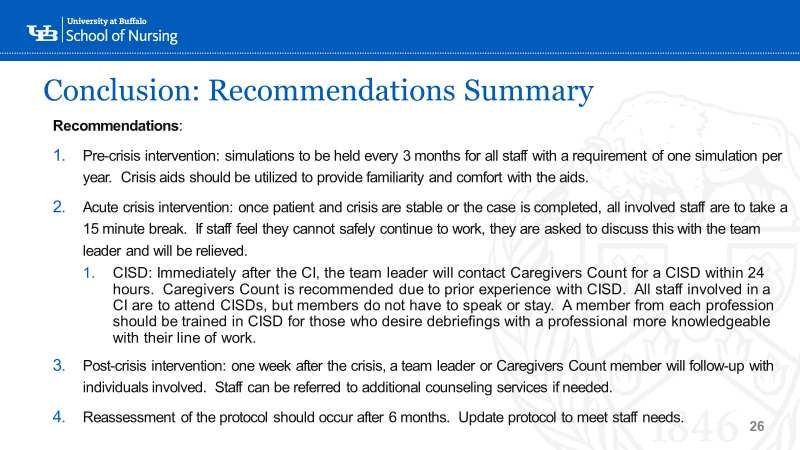 University at Buffalo
UB School of Nursing
Conclusion: Recommendations Summary
Recommendations:
1. Pre-crisis intervention: simulations to be held every 3 months for all staff with a requirement of one simulation per
year. Crisis aids should be utilized to provide familiarity and comfort with the aids.
2. Acute crisis intervention: once patient and crisis are stable or the case is completed, all involved staff are to take a
15 minute break. If staff feel they cannot safely continue to work, they are asked to discuss this with the team
leader and will be relieved.
1. CISD: Immediately after the CI, the team leader will contact Caregivers Count for a CISD within 24
hours. Caregivers Count is recommended due to prior experience with CISD. All staff involved in a
CI are to attend CISDs, but members do not have to speak or stay. A member from each profession
should be trained in CISD for those who desire debriefings with a professional more knowledgeable
with their line of work.
3. Post-crisis intervention: one week after the crisis, a team leader or Caregivers Count member will follow-up with
individuals involved. Staff can be referred to additional counseling services if needed.
4. Reassessment of the protocol should occur after 6 months. Update protocol to meet staff needs.
1846
26